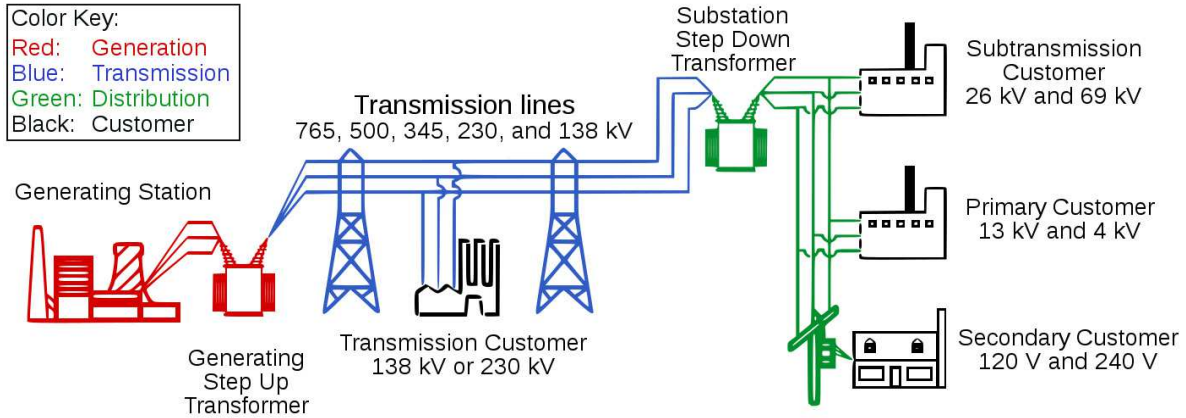 Color Key:
Red: Generation
Blue: Transmission
Green: Distribution
Black: Customer
Generating Station
Generating
Step Up
Transformer
Transmission lines
765, 500, 345, 230, and 138 kV
Transmission Customer
138 kV or 230 kV
Substation
Step Down
Transformer
Subtransmission
Customer
26 kV and 69 kV
Primary Customer
13 kV and 4 kV
Secondary Customer
120 V and 240 V